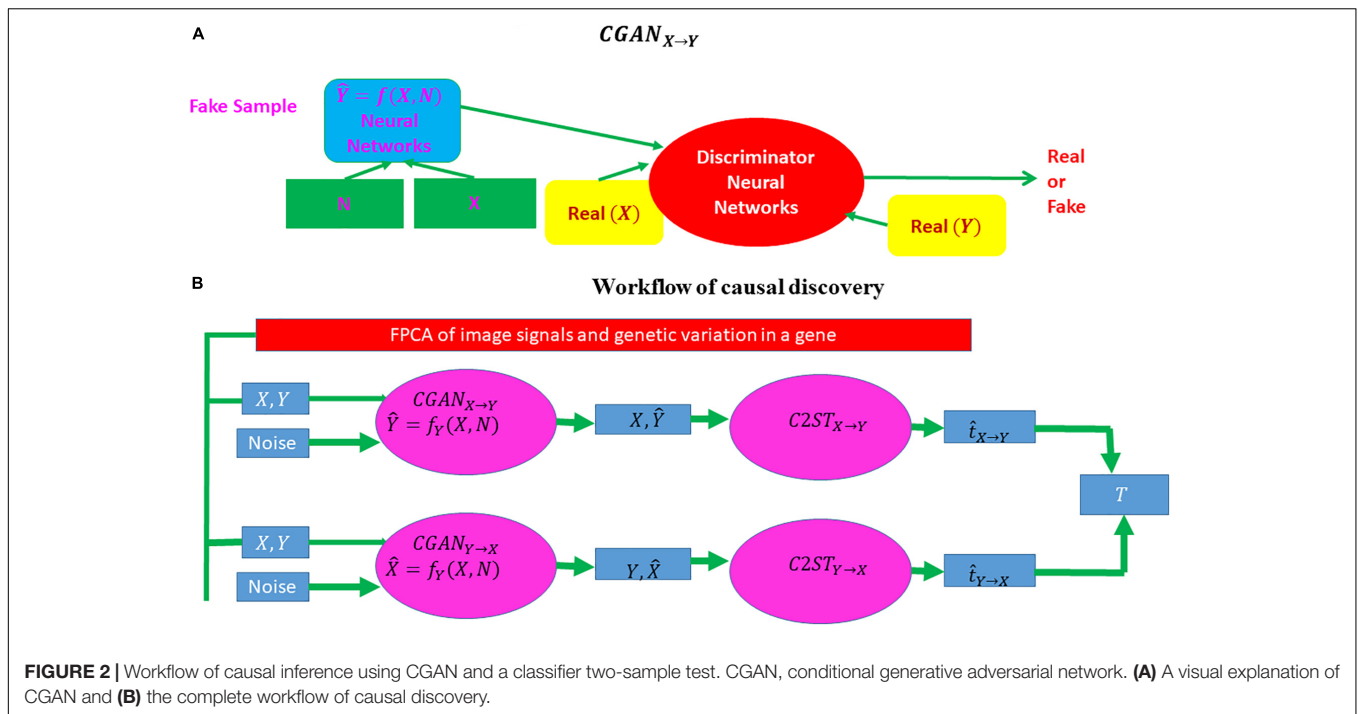 A
CGAN_{X→Y}
Fake Sample
Ŷ = f(X, N)
Neural
Networks
N
X
Real (X)
Discriminator
Neural
Networks
Real (Y)
Real
or
Fake
B
Workflow of causal discovery
FPCA of image signals and genetic variation in a gene
X, Y
Noise
CGAN_{X→Y}
Ŷ = f_Y(X, N)
X, Ŷ
C2ST_{X→Y}
t̂_{X→Y}
T
X, Y
Noise
CGAN_{Y→X}
X̂ = f_Y(X, N)
Y, X̂
C2ST_{Y→X}
t̂_{Y→X}
FIGURE 2 | Workflow of causal inference using CGAN and a classifier two-sample test. CGAN, conditional generative adversarial network. (A) A visual explanation of
CGAN and (B) the complete workflow of causal discovery.